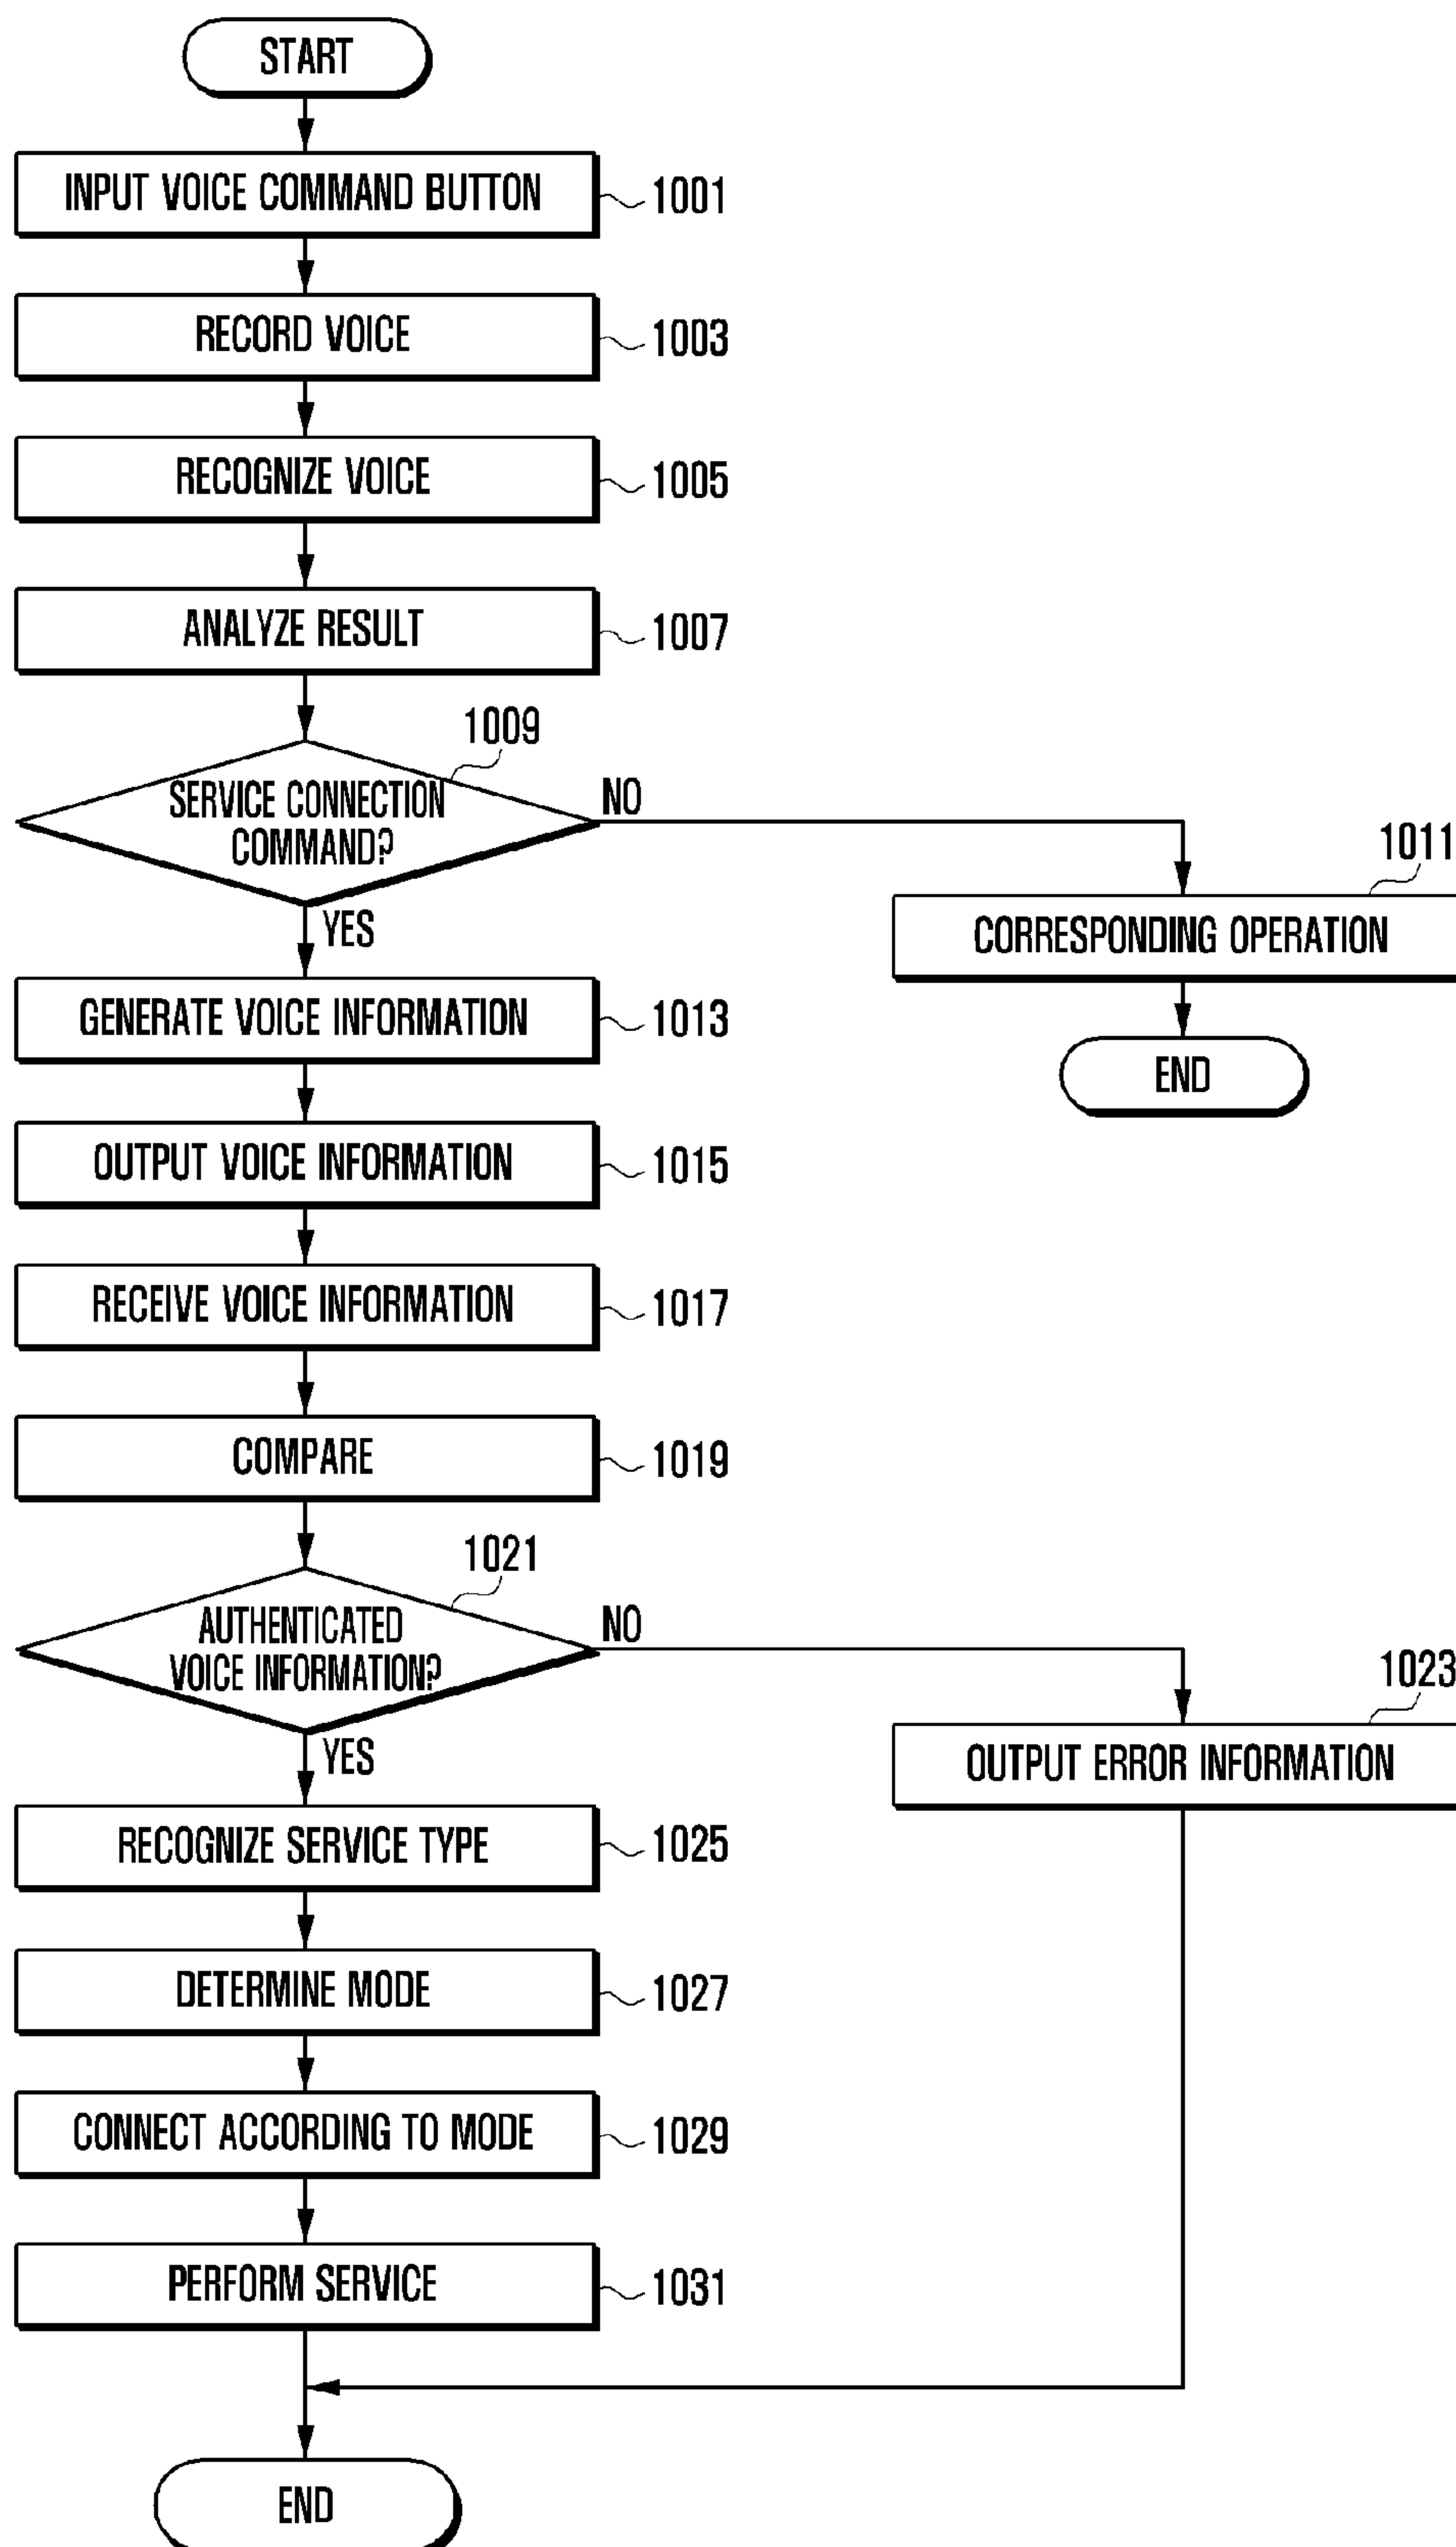 START
INPUT VOICE COMMAND BUTTON
1001
RECORD VOICE
1003
RECOGNIZE VOICE
1005
ANALYZE RESULT
1007
1009
SERVICE CONNECTION
COMMAND?
NO
YES
1011
CORRESPONDING OPERATION
END
GENERATE VOICE INFORMATION
1013
OUTPUT VOICE INFORMATION
1015
RECEIVE VOICE INFORMATION
1017
COMPARE
1019
1021
AUTHENTICATED
VOICE INFORMATION?
NO
YES
1023
OUTPUT ERROR INFORMATION
RECOGNIZE SERVICE TYPE
1025
DETERMINE MODE
1027
CONNECT ACCORDING TO MODE
1029
PERFORM SERVICE
1031
END